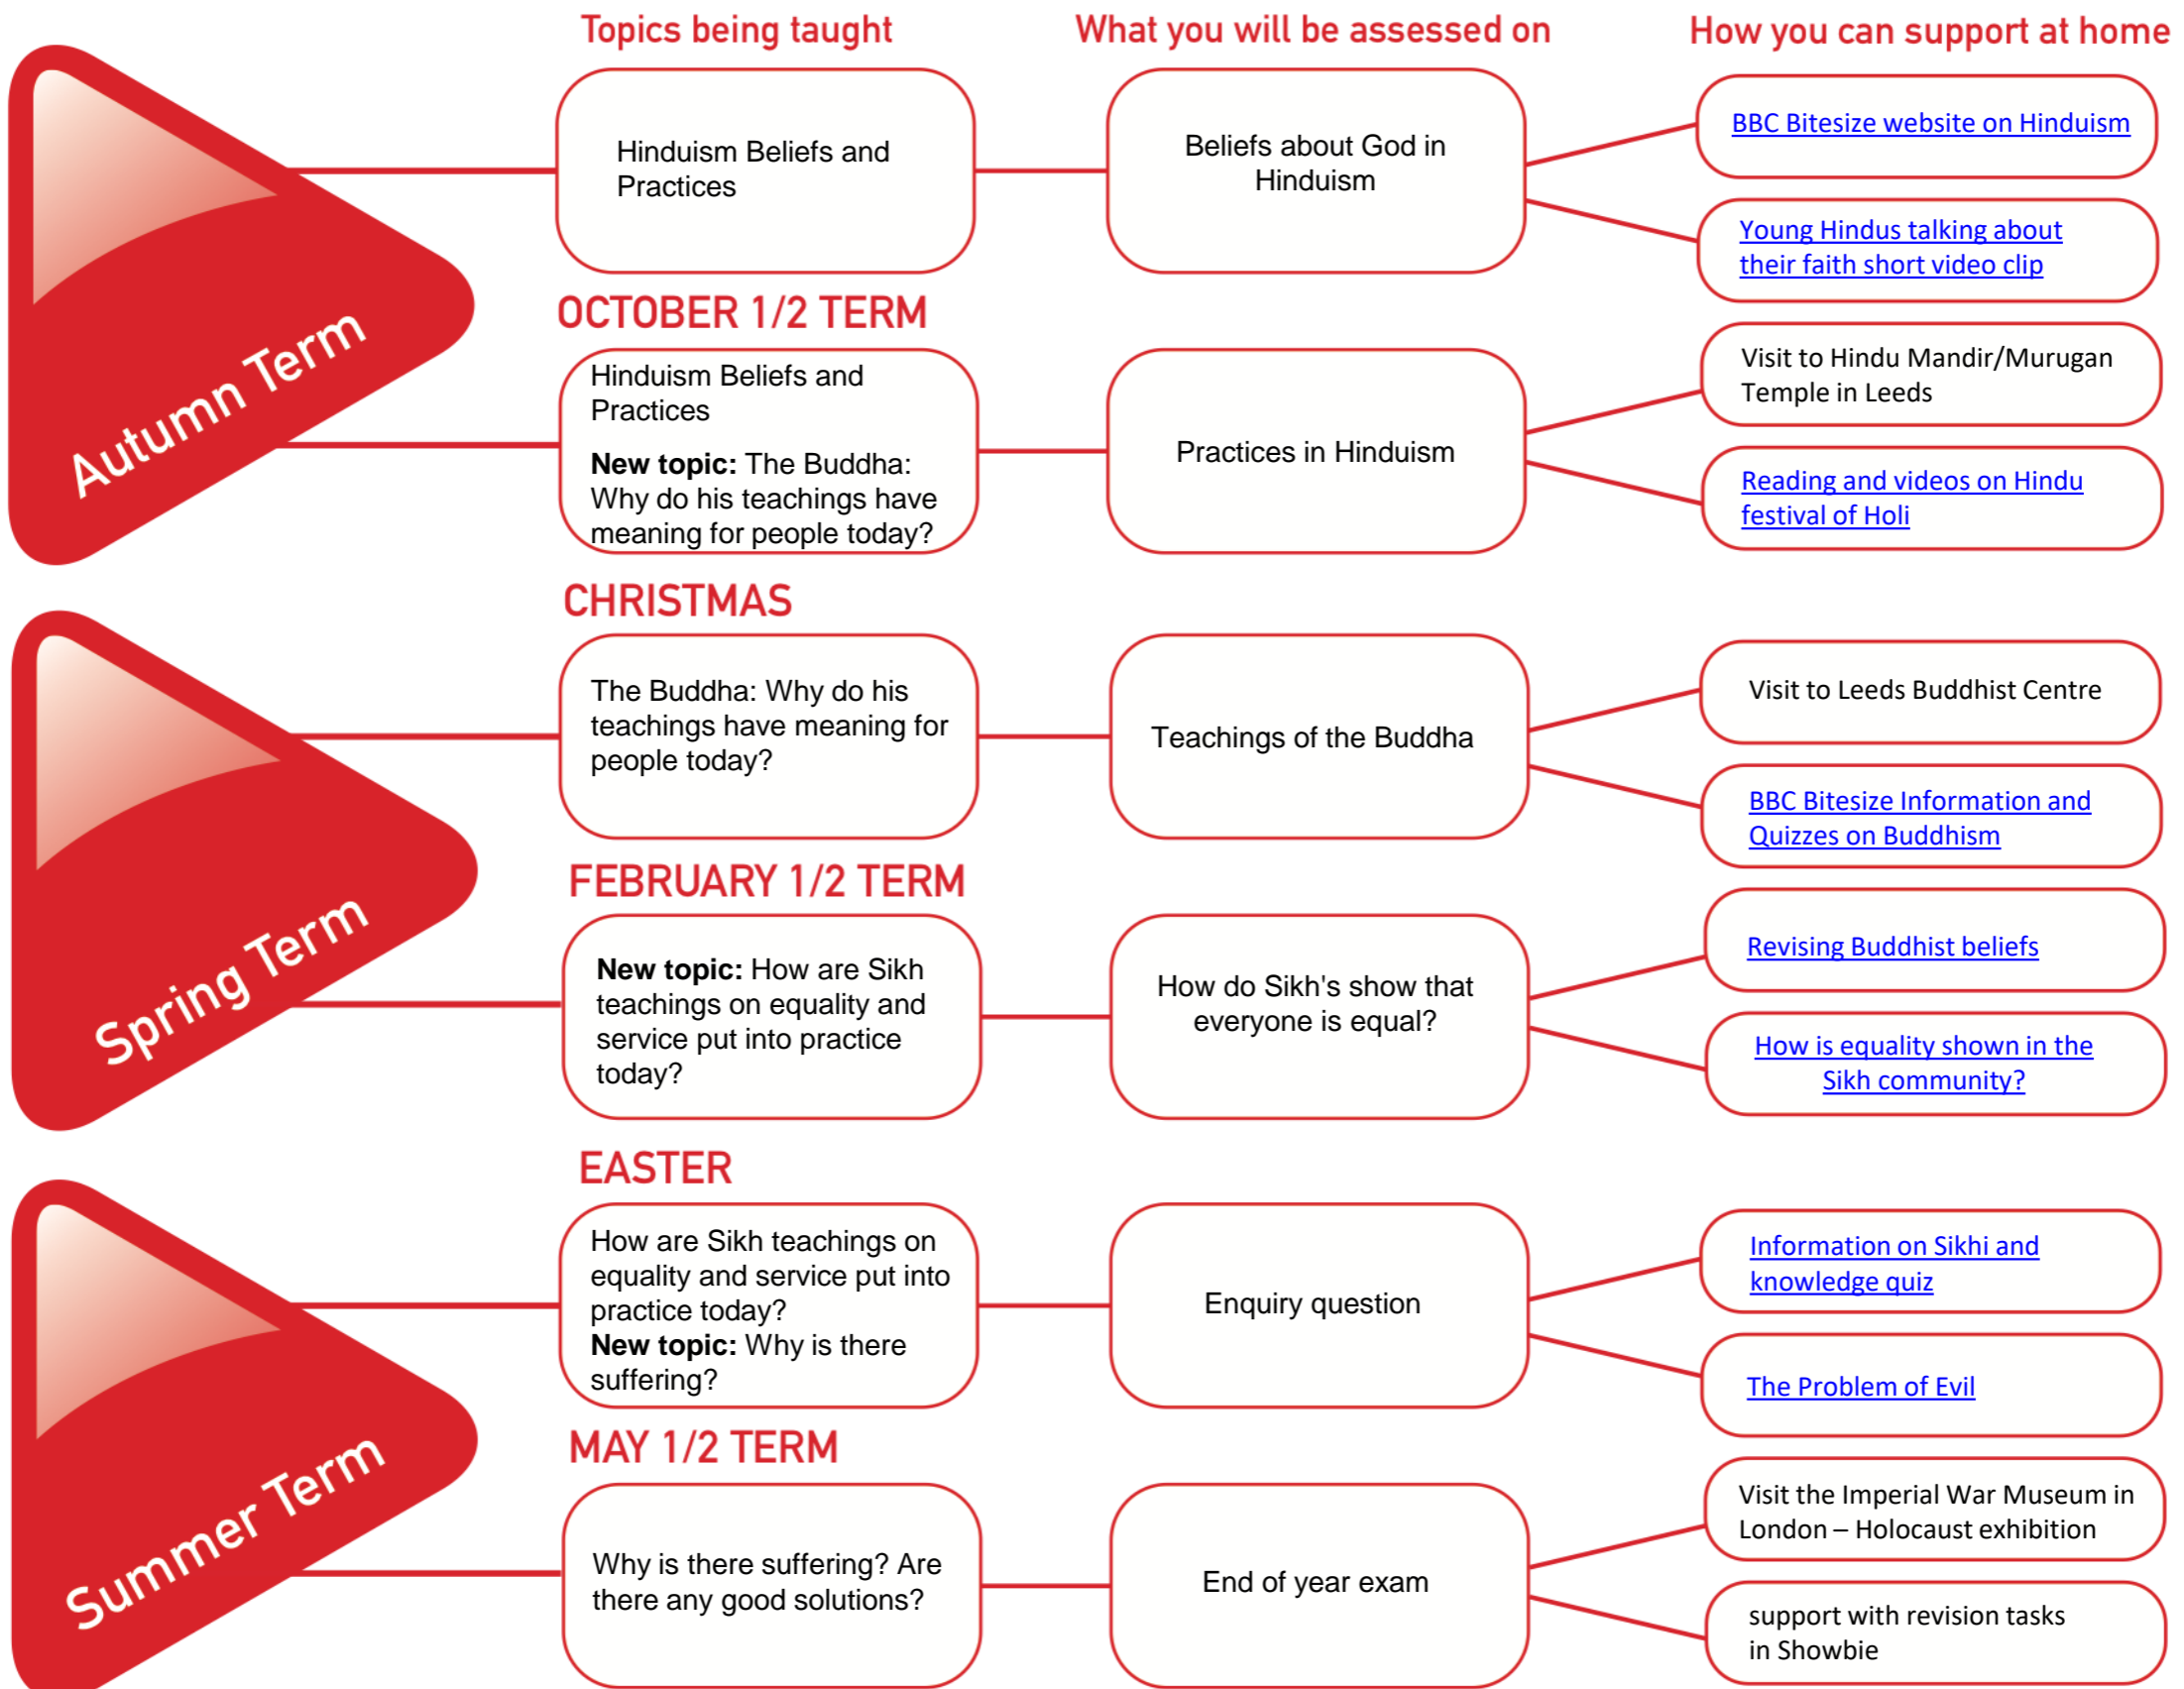 Topics being taught
What you will be assessed on
How you can support at home
Autumn Term
Hinduism Beliefs and
Practices
Beliefs about God in
Hinduism
BBC Bitesize website on Hinduism
Young Hindus talking about
their faith short video clip
OCTOBER 1/2 TERM
Hinduism Beliefs and
Practices
New topic: The Buddha:
Why do his teachings have
meaning for people today?
Practices in Hinduism
Visit to Hindu Mandir/Murugan
Temple in Leeds
Reading and videos on Hindu
festival of Holi
CHRISTMAS
Spring Term
The Buddha: Why do his
teachings have meaning for
people today?
Teachings of the Buddha
Visit to Leeds Buddhist Centre
BBC Bitesize Information and
Quizzes on Buddhism
FEBRUARY 1/2 TERM
New topic: How are Sikh
teachings on equality and
service put into practice
today?
How do Sikh's show that
everyone is equal?
Revising Buddhist beliefs
How is equality shown in the
Sikh community?
EASTER
Summer Term
How are Sikh teachings on
equality and service put into
practice today?
New topic: Why is there
suffering?
Enquiry question
Information on Sikhi and
knowledge quiz
The Problem of Evil
MAY 1/2 TERM
Why is there suffering? Are
there any good solutions?
End of year exam
Visit the Imperial War Museum in
London – Holocaust exhibition
support with revision tasks
in Showbie